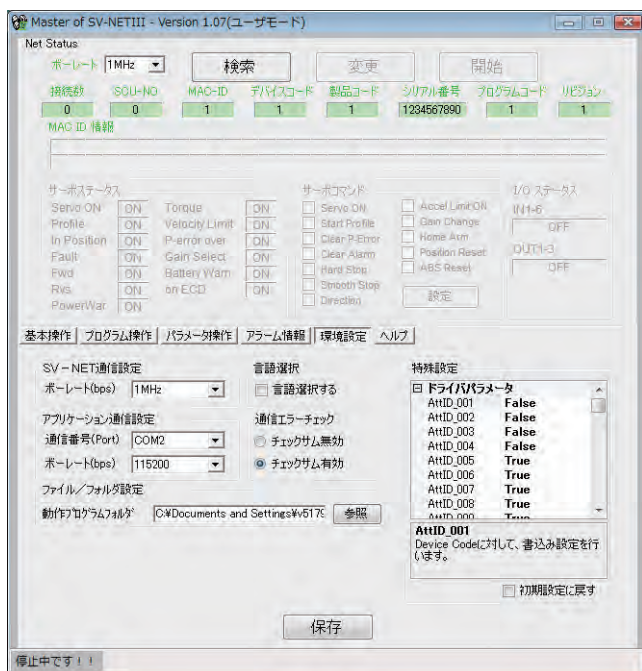 Master of SV-NETIII - Version 1.07(ユーザモード)
Net Status
ボーレート 1MHz 検索 変更 開始
接続数 SCU-NO MAC-ID デバイスコード 製品コード シリアル番号 プログラムコード リビジョン
0 0 1 1 1 1234567890 1 1
MAC ID 情報
サーボステータス サーボコマンド I/O ステータス
Servo ON ON Torque ON Servo ON Accel Limit ON IN1-6
Profile ON Velocity Limit ON Start Profile Gain Change OFF
In Position ON P-error over ON Clear P-Error Home Arm
Fault ON Gain Select ON Clear Alarm Position Reset OUT1-3
Fwd ON Battery Warn ON Hard Stop ABS Reset OFF
Rvs ON on ECD ON Smooth Stop 設定
PowerWar ON Direction
基本操作 プログラム操作 パラメータ操作 アラーム情報 環境設定 ヘルプ
SV-NET通信設定 言語選択 特殊設定
ボーレート(bps) 1MHz 言語選択する ドライバパラメータ
AttID_001 False
アプリケーション通信設定 通信エラーチェック AttID_002 False
AttID_003 False
通信番号(Port) COM2 チェックサム無効 AttID_004 False
AttID_005 True
ボーレート(bps) 115200 チェックサム有効 AttID_006 True
AttID_007 True
ファイル/フォルダ設定 AttID_008 True
AttID_009 True
動作プログラムフォルダ C:¥Documents and Settings¥v5179 参照
AttID_001
Device Codeに対して、書込み設定を行
います。
初期設定に戻す
保存
停止中です!!